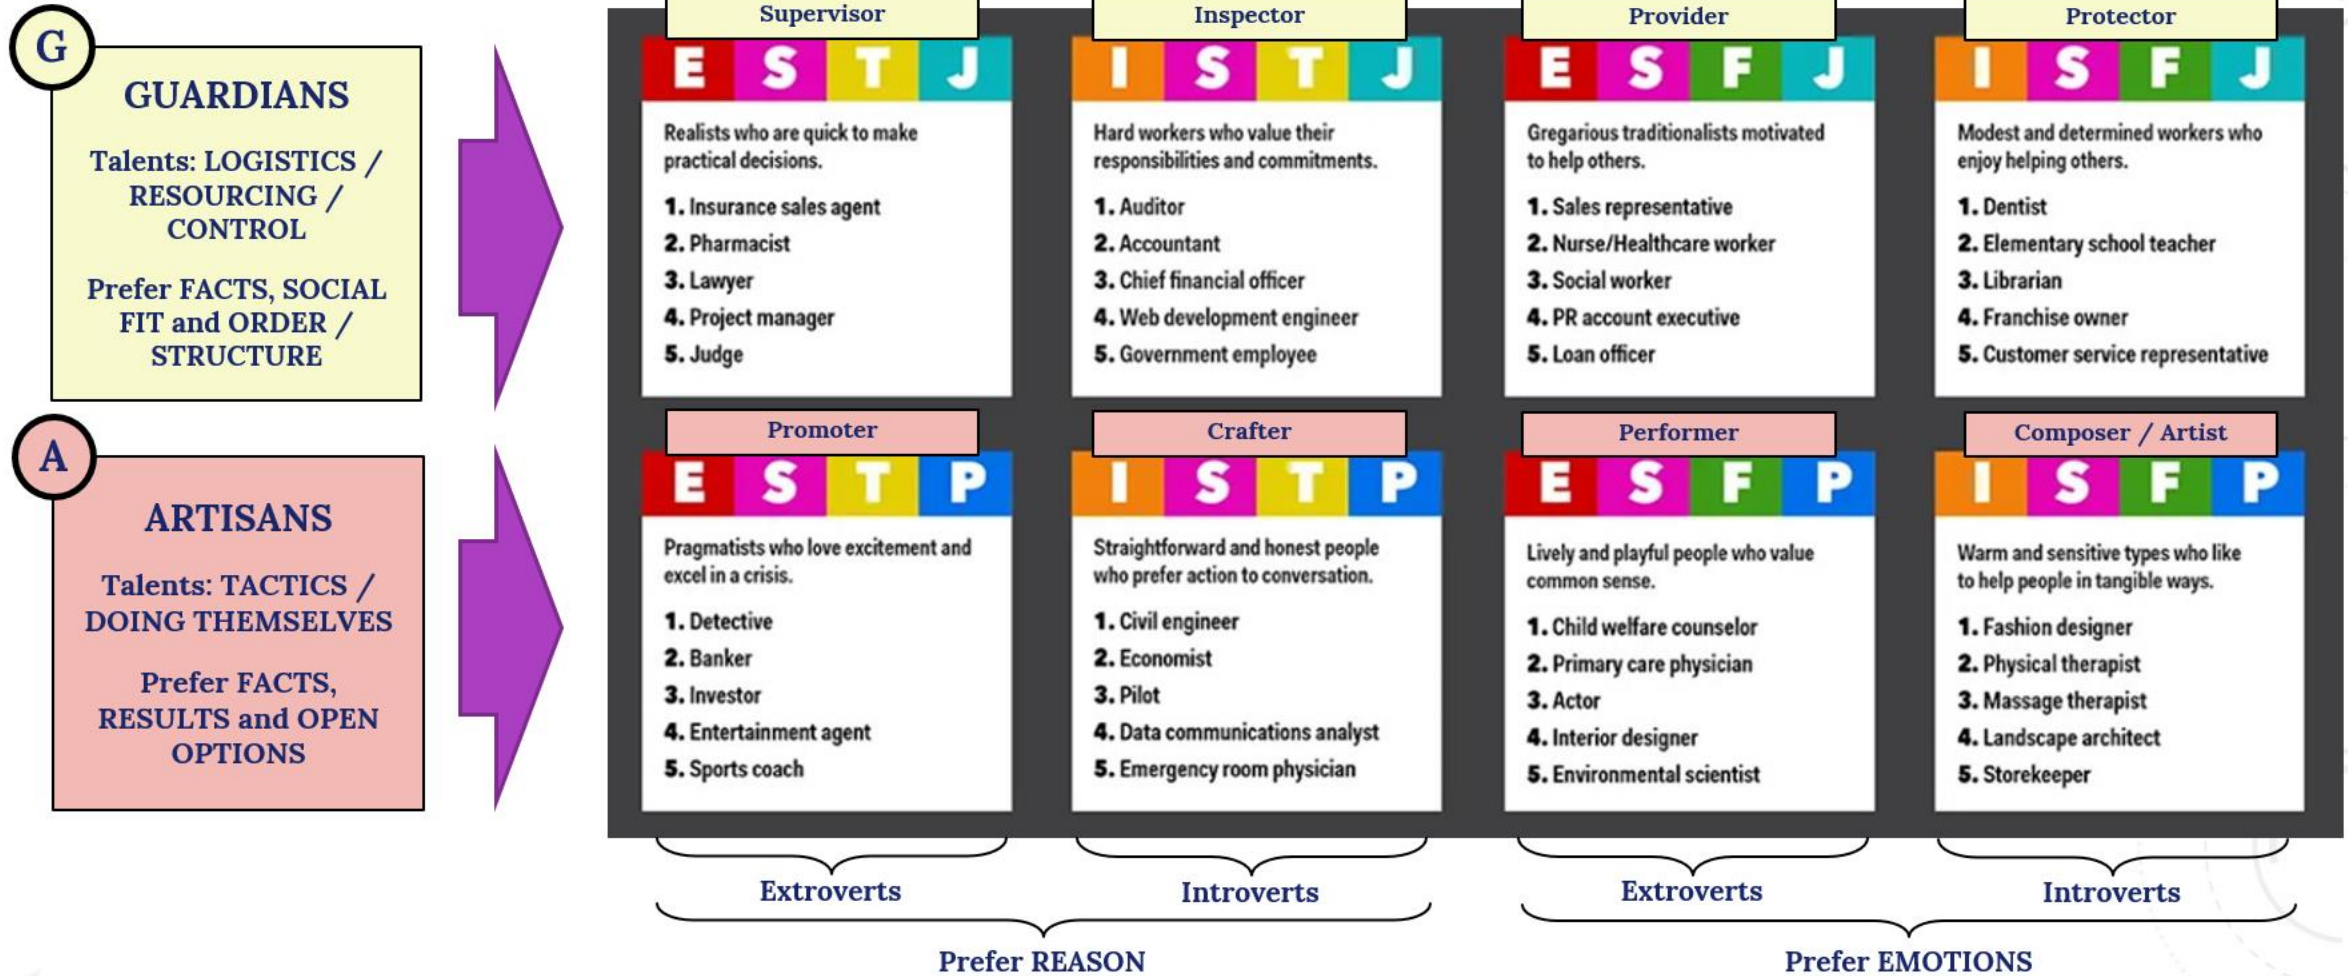 G
GUARDIANS
Talents: LOGISTICS /
RESOURCING /
CONTROL
Prefer FACTS, SOCIAL
FIT and ORDER /
STRUCTURE
Supervisor
E S T J
Realists who are quick to make
practical decisions.
1. Insurance sales agent
2. Pharmacist
3. Lawyer
4. Project manager
5. Judge
Inspector
I S T J
Hard workers who value their
responsibilities and commitments.
1. Auditor
2. Accountant
3. Chief financial officer
4. Web development engineer
5. Government employee
Provider
E S F J
Gregarious traditionalists motivated
to help others.
1. Sales representative
2. Nurse/Healthcare worker
3. Social worker
4. PR account executive
5. Loan officer
Protector
I S F J
Modest and determined workers who
enjoy helping others.
1. Dentist
2. Elementary school teacher
3. Librarian
4. Franchise owner
5. Customer service representative
A
ARTISANS
Talents: TACTICS /
DOING THEMSELVES
Prefer FACTS,
RESULTS and OPEN
OPTIONS
Promoter
E S T P
Pragmatists who love excitement and
excel in a crisis.
1. Detective
2. Banker
3. Investor
4. Entertainment agent
5. Sports coach
Crafter
I S T P
Straightforward and honest people
who prefer action to conversation.
1. Civil engineer
2. Economist
3. Pilot
4. Data communications analyst
5. Emergency room physician
Performer
E S F P
Lively and playful people who value
common sense.
1. Child welfare counselor
2. Primary care physician
3. Actor
4. Interior designer
5. Environmental scientist
Composer / Artist
I S F P
Warm and sensitive types who like
to help people in tangible ways.
1. Fashion designer
2. Physical therapist
3. Massage therapist
4. Landscape architect
5. Storekeeper
Extroverts
Introverts
Extroverts
Introverts
Prefer REASON
Prefer EMOTIONS